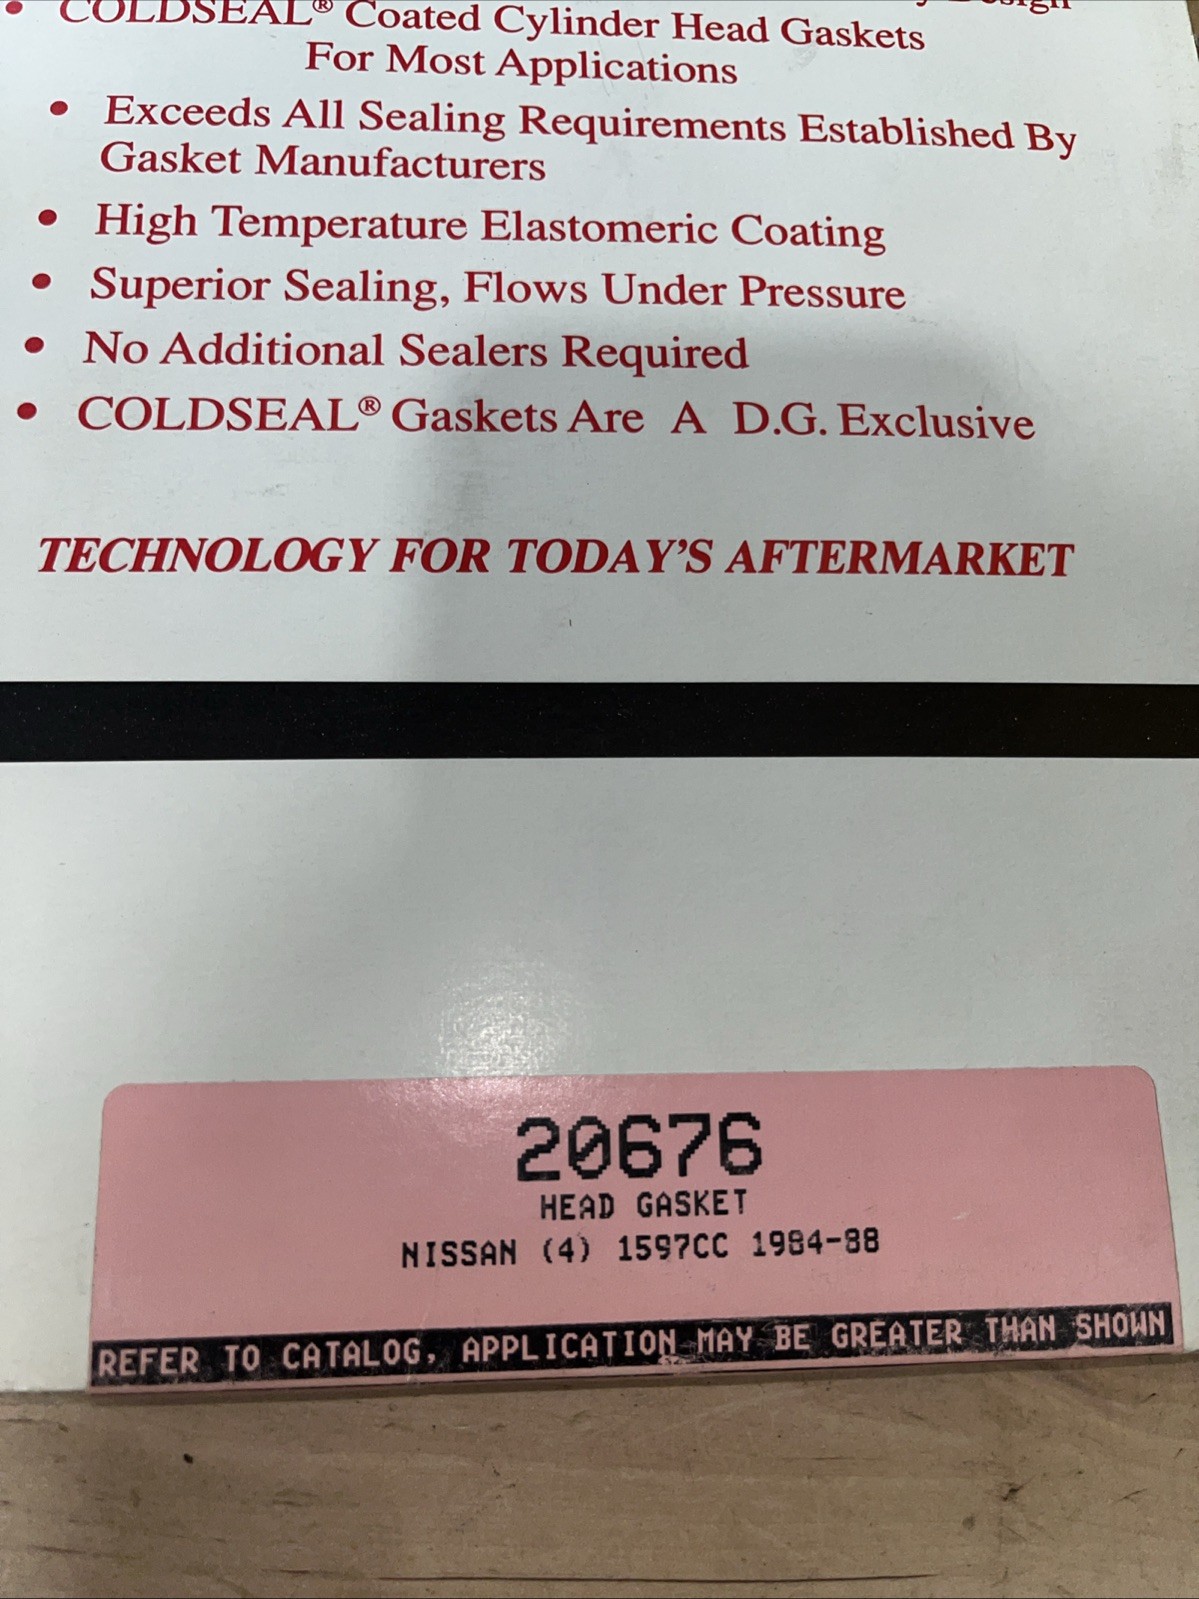 Design
• COLDSEAL® Coated Cylinder Head Gaskets
For Most Applications
• Exceeds All Sealing Requirements Established By
Gasket Manufacturers
• High Temperature Elastomeric Coating
• Superior Sealing, Flows Under Pressure
• No Additional Sealers Required
• COLDSEAL® Gaskets Are A D.G. Exclusive
TECHNOLOGY FOR TODAY'S AFTERMARKET
20676
HEAD GASKET
NISSAN (4) 1597CC 1984-88
REFER TO CATALOG, APPLICATION MAY BE GREATER THAN SHOWN